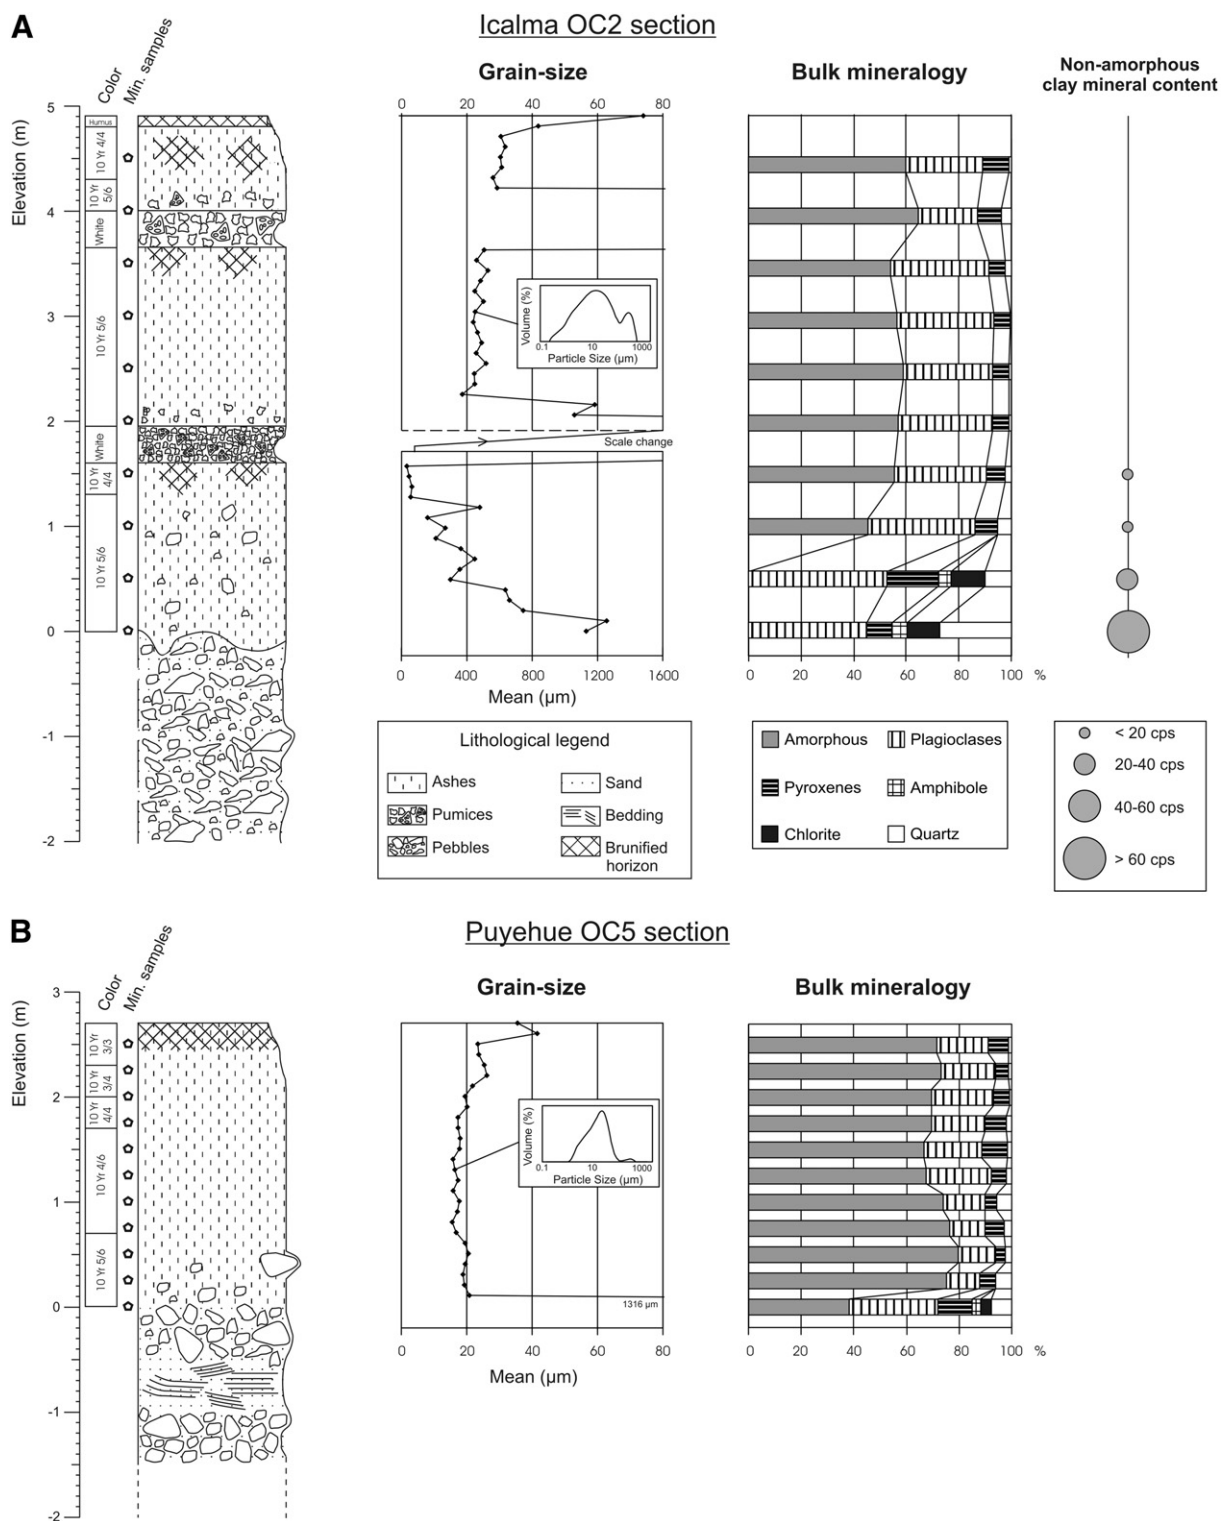 A
Icalma OC2 section
Color
Min. samples
Grain-size
Bulk mineralogy
Non-amorphous
clay mineral content
Elevation (m)
5
4
3
2
1
0
-1
-2
Humus
10 Yr 4/4
10 Yr
5/6
White
10 Yr 5/6
White
10 Yr
4/4
10 Yr 5/6
0 20 40 60 80
Volume (%)
0.1 10 1000
Particle Size (µm)
Scale change
0 400 800 1200 1600
Mean (µm)
0 20 40 60 80 100 %
Lithological legend
Ashes
Sand
Pumices
Bedding
Pebbles
Brunified
horizon
Amorphous
Plagioclases
Pyroxenes
Amphibole
Chlorite
Quartz
< 20 cps
20-40 cps
40-60 cps
> 60 cps
B
Puyehue OC5 section
Color
Min. samples
Grain-size
Bulk mineralogy
Elevation (m)
3
2
1
0
-1
-2
10 Yr
3/3
10 Yr
3/4
10 Yr
4/4
10 Yr 4/6
10 Yr 5/6
Volume (%)
0.1 10 1000
Particle Size (µm)
1316 µm
0 20 40 60 80
Mean (µm)
0 20 40 60 80 100 %